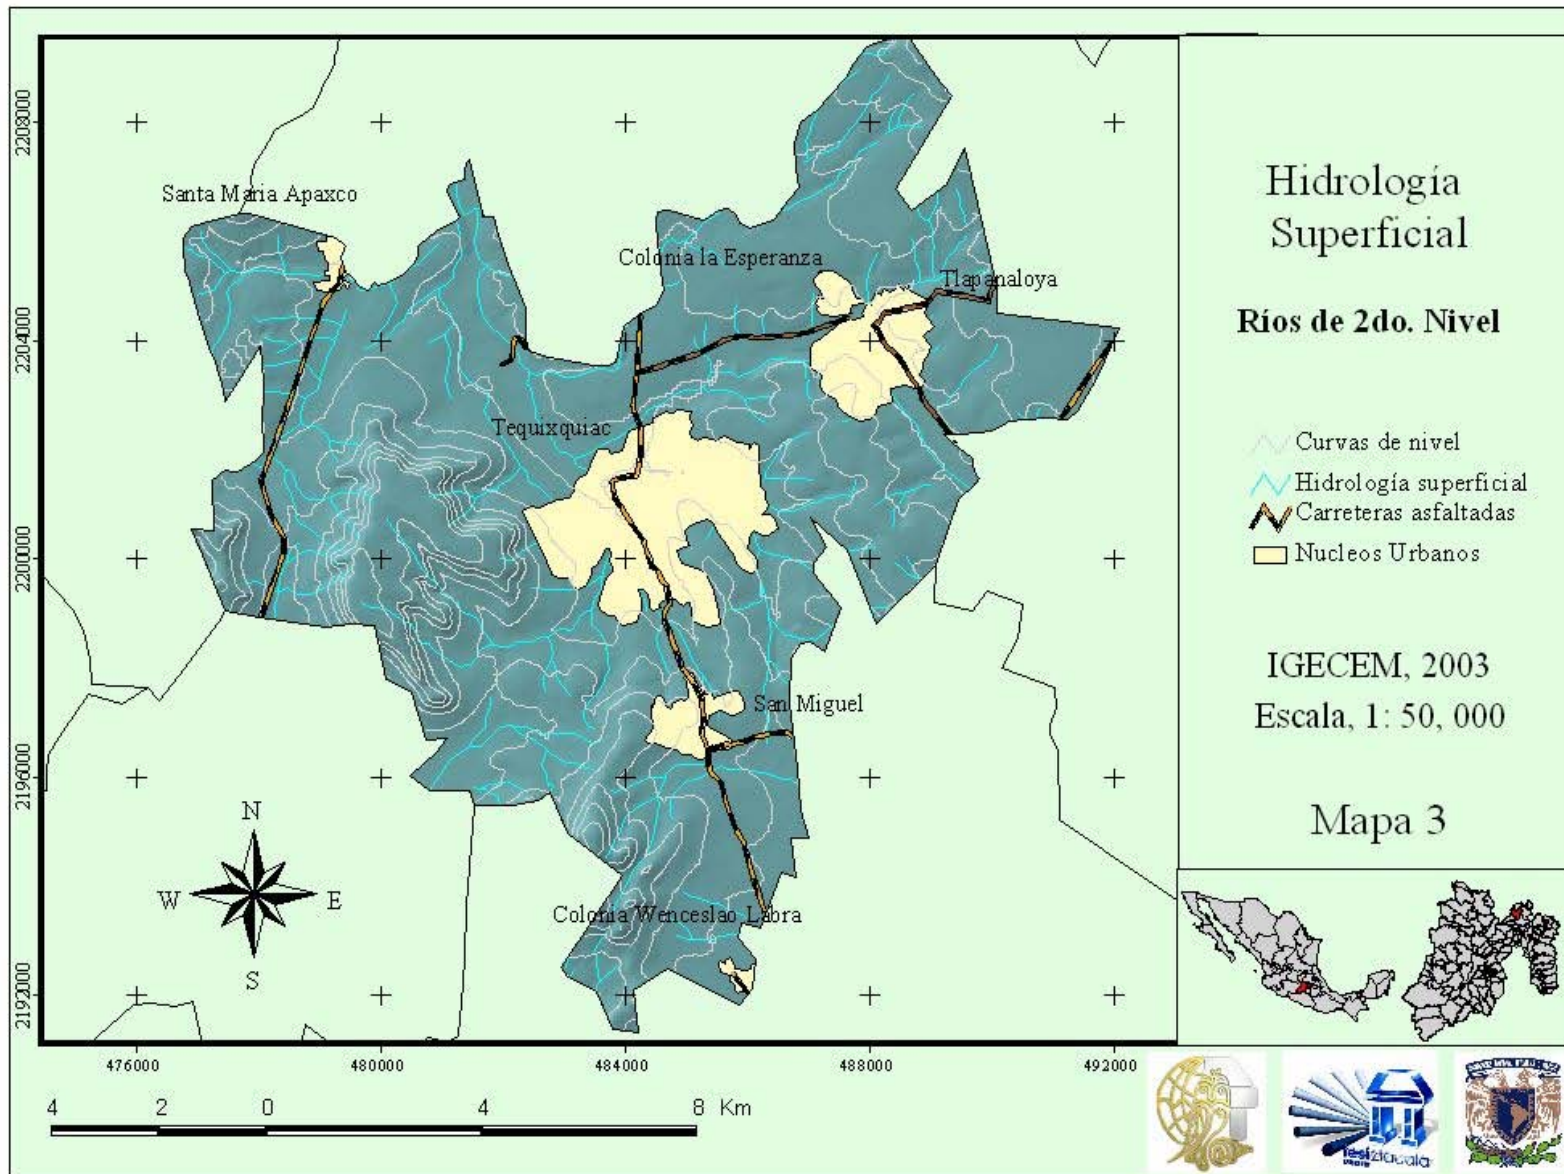 Hidrología
Superficial
Ríos de 2do. Nivel
Curvas de nivel
Hidrología superficial
Carreteras asfaltadas
Nucleos Urbanos
IGECEM, 2003
Escala, 1: 50, 000
Mapa 3
Santa Maria Apaxco
Colonia la Esperanza
Tlapanaloya
Tequixquiac
San Miguel
Colonia Wenceslao Labra
N
W
E
S
2208000
2204000
2200000
2196000
2192000
476000
480000
484000
488000
492000
4 2 0 4 8 Km